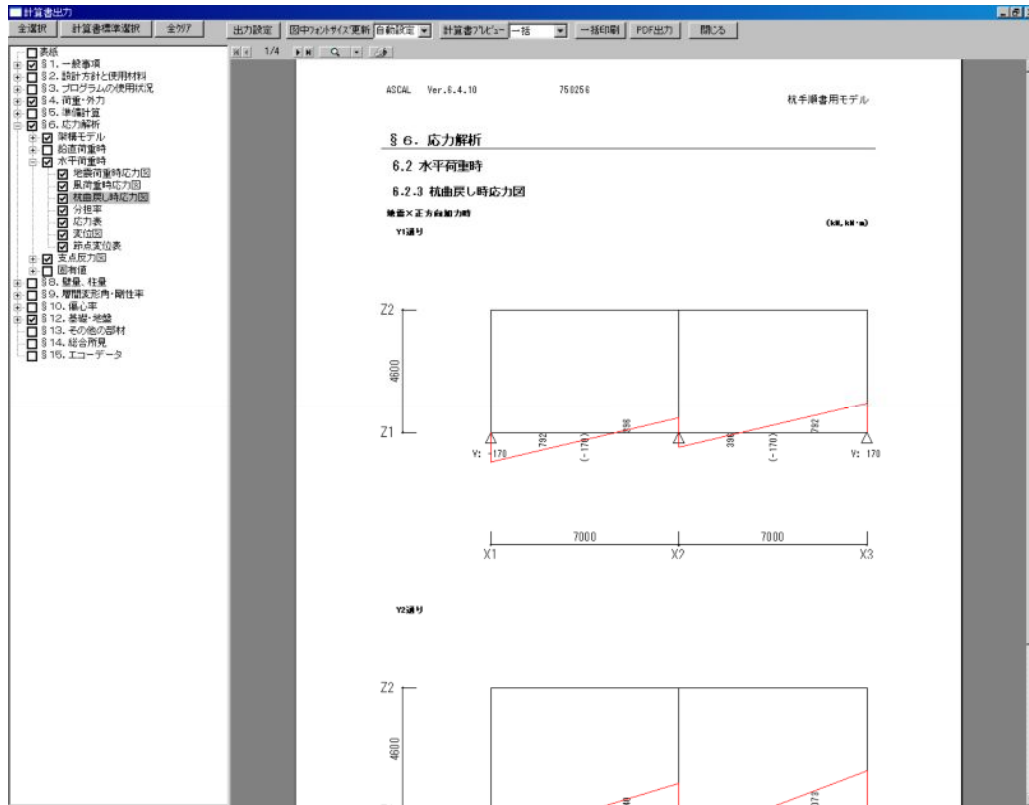 計算書出力
全選択 計算書標準選択 全クリア 出力設定 図中フォントサイズ更新 自動設定 計算書プレビュー 一括 一括印刷 PDF出力 閉じる
1/4
表紙
§1. 一般事項
§2. 設計方針と使用材料
§3. プログラムの使用状況
§4. 荷重・外力
§5. 準備計算
§6. 応力解析
架構モデル
鉛直荷重時
水平荷重時
地震荷重時応力図
風荷重時応力図
杭曲戻し時応力図
分担率
応力表
変位図
節点変位表
支点反力図
固有値
§8. 壁量、柱量
§9. 層間変形角・剛性率
§10. 偏心率
§12. 基礎・地盤
§13. その他の部材
§14. 総合所見
§15. エコーデータ
ASCAL Ver.6.4.10 750256
杭手順書用モデル
§6. 応力解析
6.2 水平荷重時
6.2.3 杭曲戻し時応力図
地震X正方向加力時 (kN,kN・m)
Y1通り
Z2
4600
Z1
792 (-170) 396 396 (-170) 792
Y: -170 Y: 170
7000 7000
X1 X2 X3
Y2通り
Z2
4600